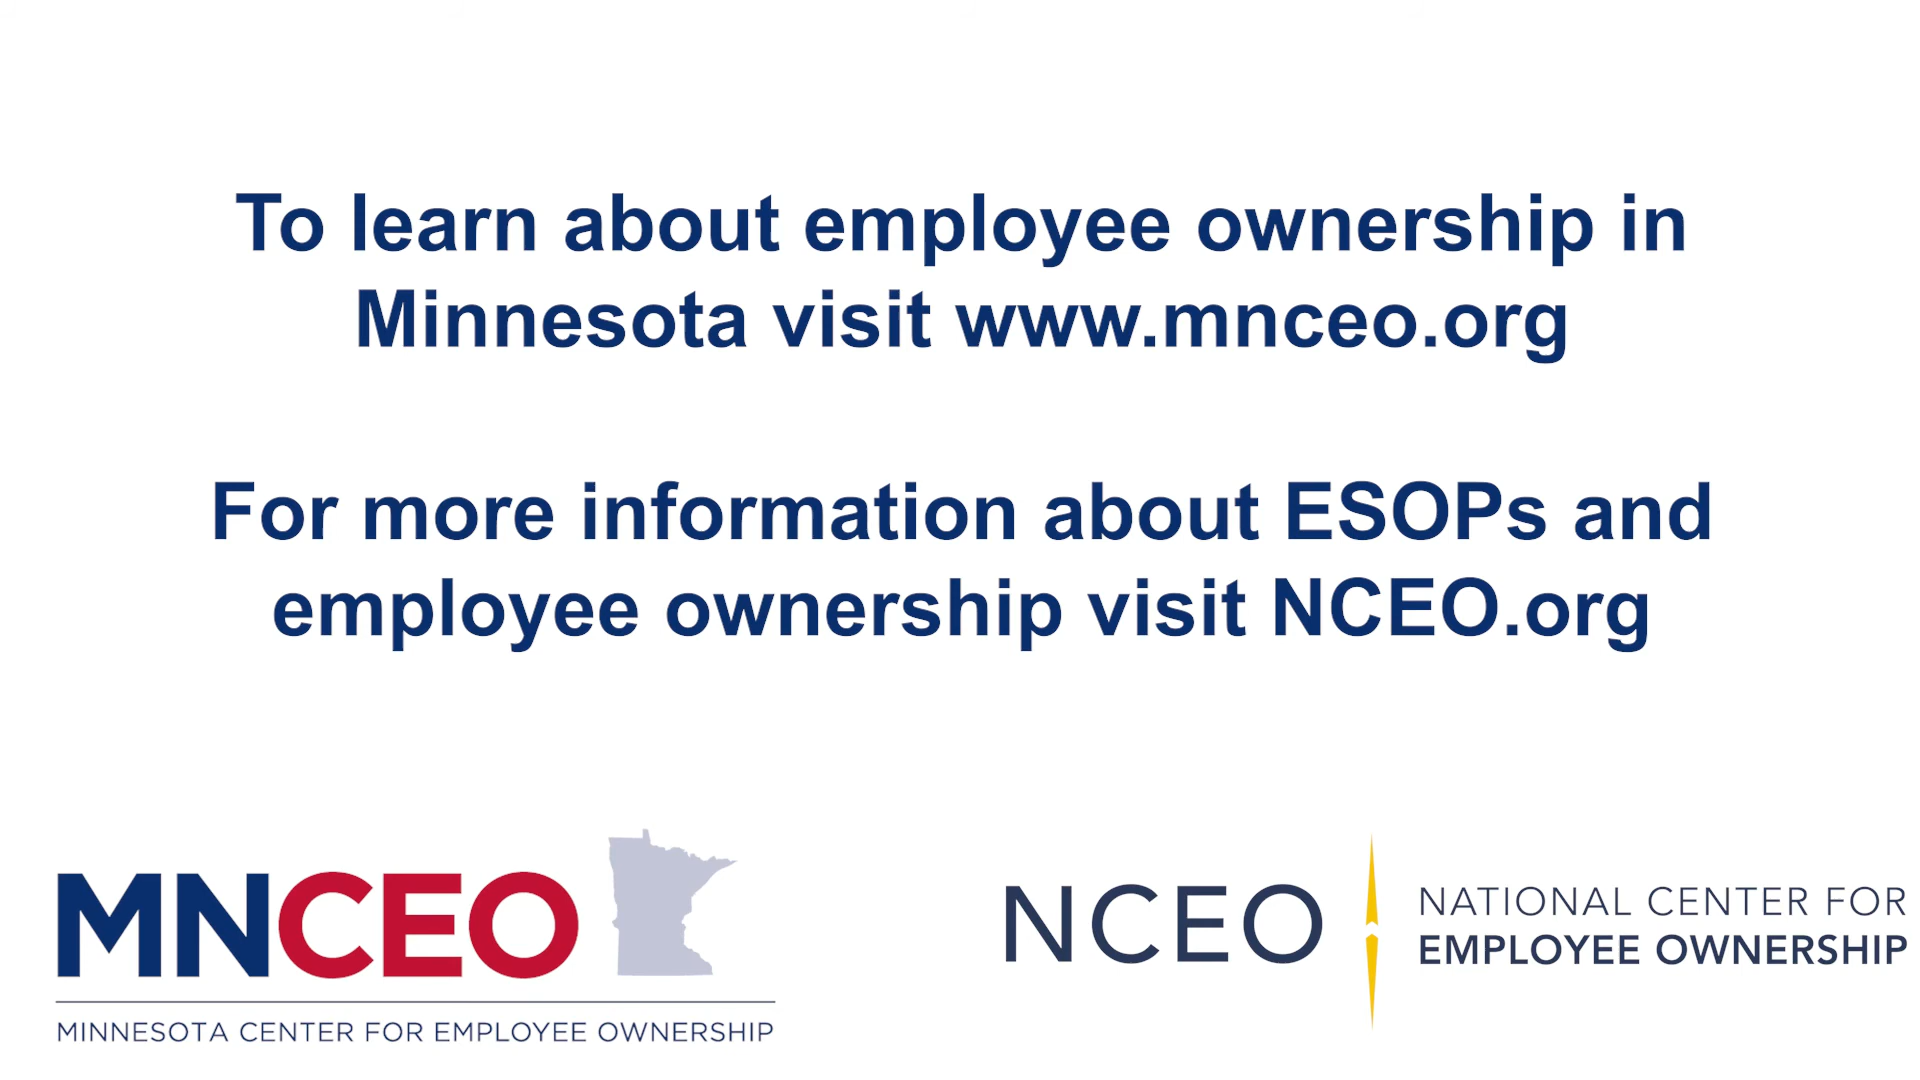 To learn about employee ownership in
Minnesota visit www.mnceo.org
For more information about ESOPs and
employee ownership visit NCEO.org
MNCEO
MINNESOTA CENTER FOR EMPLOYEE OWNERSHIP
NCEO
NATIONAL CENTER FOR
EMPLOYEE OWNERSHIP